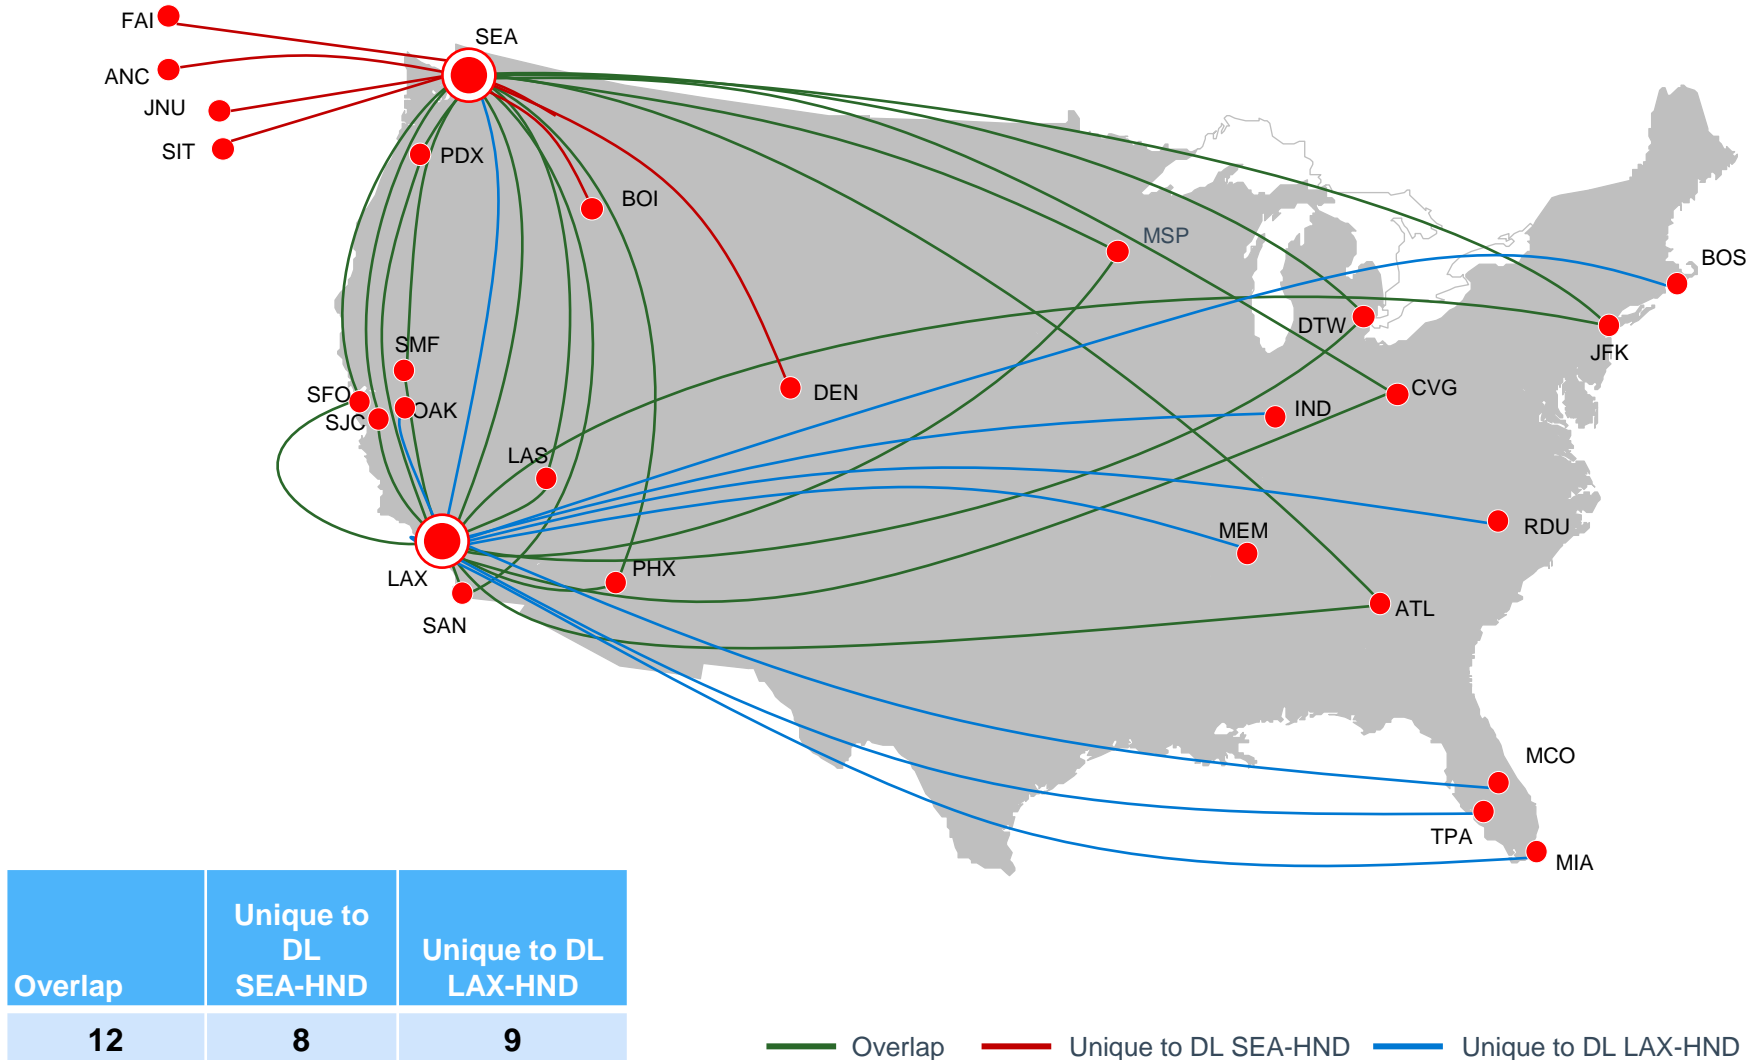 FAI
SEA
ANC
JNU
SIT
PDX
BOI
MSP
BOS
DTW
JFK
SMF
SFO
OAK
SJC
DEN
CVG
IND
LAS
RDU
MEM
LAX
PHX
SAN
ATL
MCO
TPA
MIA
Overlap
Unique to
DL
SEA-HND
Unique to DL
LAX-HND
12
8
9
Overlap
Unique to DL SEA-HND
Unique to DL LAX-HND